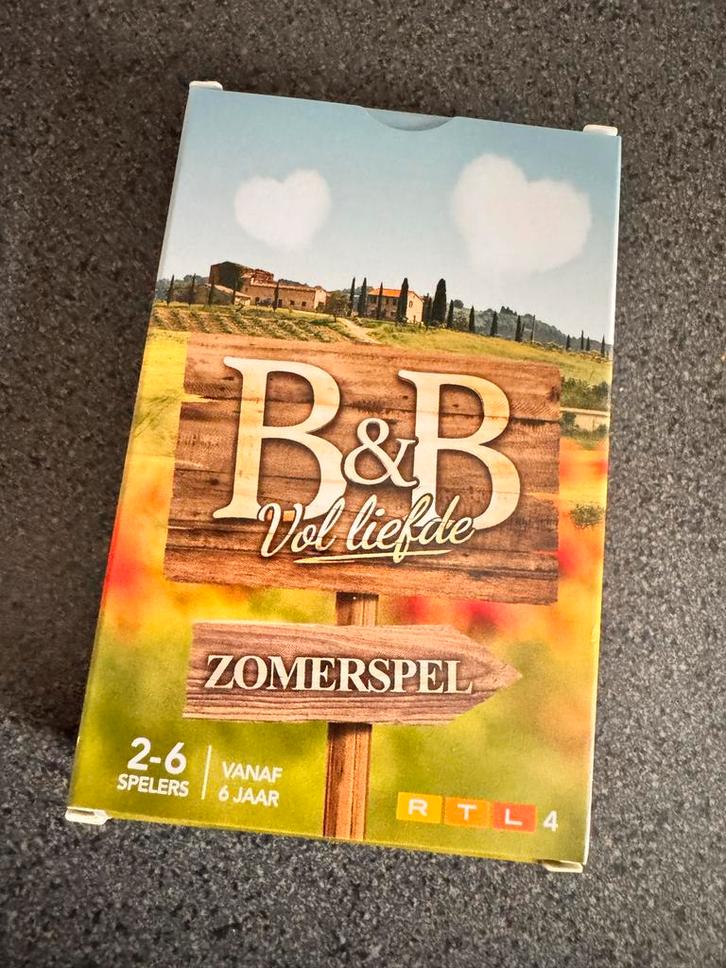 B&B
Vol liefde
ZOMERSPEL
2-6
SPELERS
VANAF
6 JAAR
RTL 4